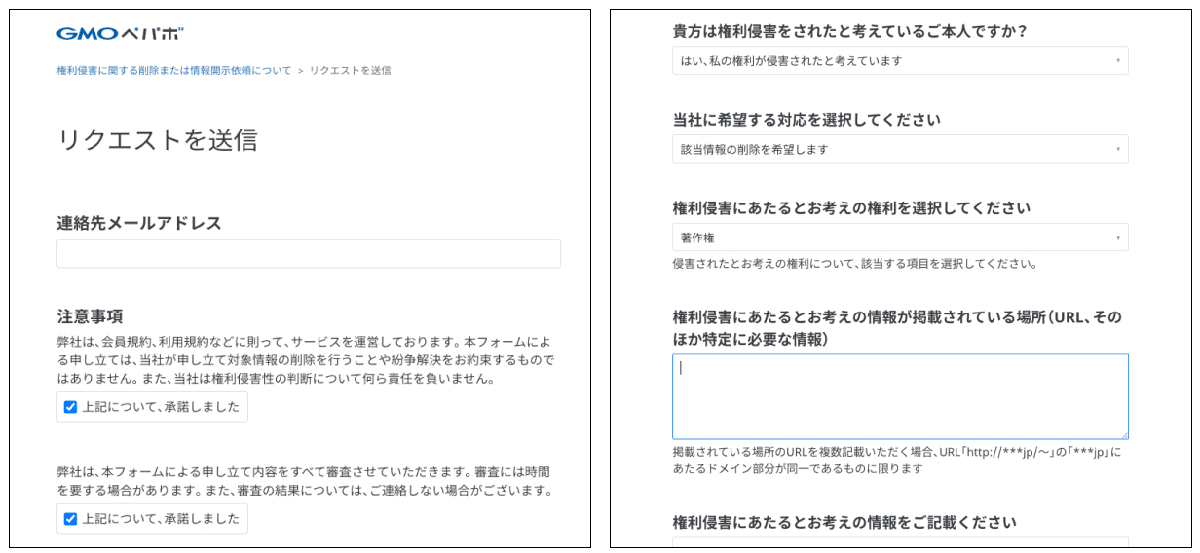 GMOペパボ
権利侵害に関する削除または情報開示依頼について > リクエストを送信
リクエストを送信
連絡先メールアドレス
注意事項
弊社は、会員規約、利用規約などに則って、サービスを運営しております。本フォームによ
る申し立ては、当社が申し立て対象情報の削除を行うことや紛争解決をお約束するもので
はありません。また、当社は権利侵害性の判断について何ら責任を負いません。
上記について、承諾しました
弊社は、本フォームによる申し立て内容をすべて審査させていただきます。審査には時間
を要する場合があります。また、審査の結果については、ご連絡しない場合がございます。
上記について、承諾しました
貴方は権利侵害をされたと考えているご本人ですか？
はい、私の権利が侵害されたと考えています
当社に希望する対応を選択してください
該当情報の削除を希望します
権利侵害にあたるとお考えの権利を選択してください
著作権
侵害されたとお考えの権利について、該当する項目を選択してください。
権利侵害にあたるとお考えの情報が掲載されている場所（URL、その
ほか特定に必要な情報）
掲載されている場所のURLを複数記載いただく場合、URL「http://***jp/～」の「***jp」に
あたるドメイン部分が同一であるものに限ります
権利侵害にあたるとお考えの情報をご記載ください